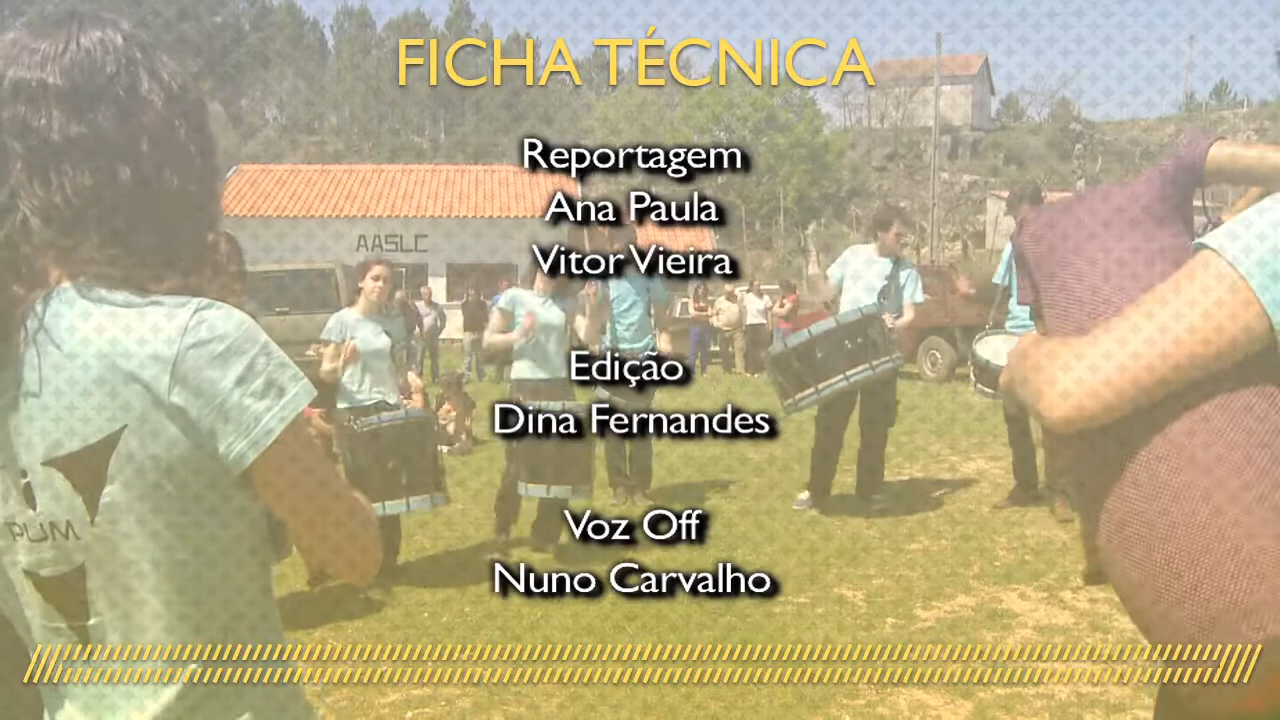 FICHA TÉCNICA
Reportagem
Ana Paula
Vitor Vieira
AASLC
Edição
Dina Fernandes
Voz Off
Nuno Carvalho
PUM